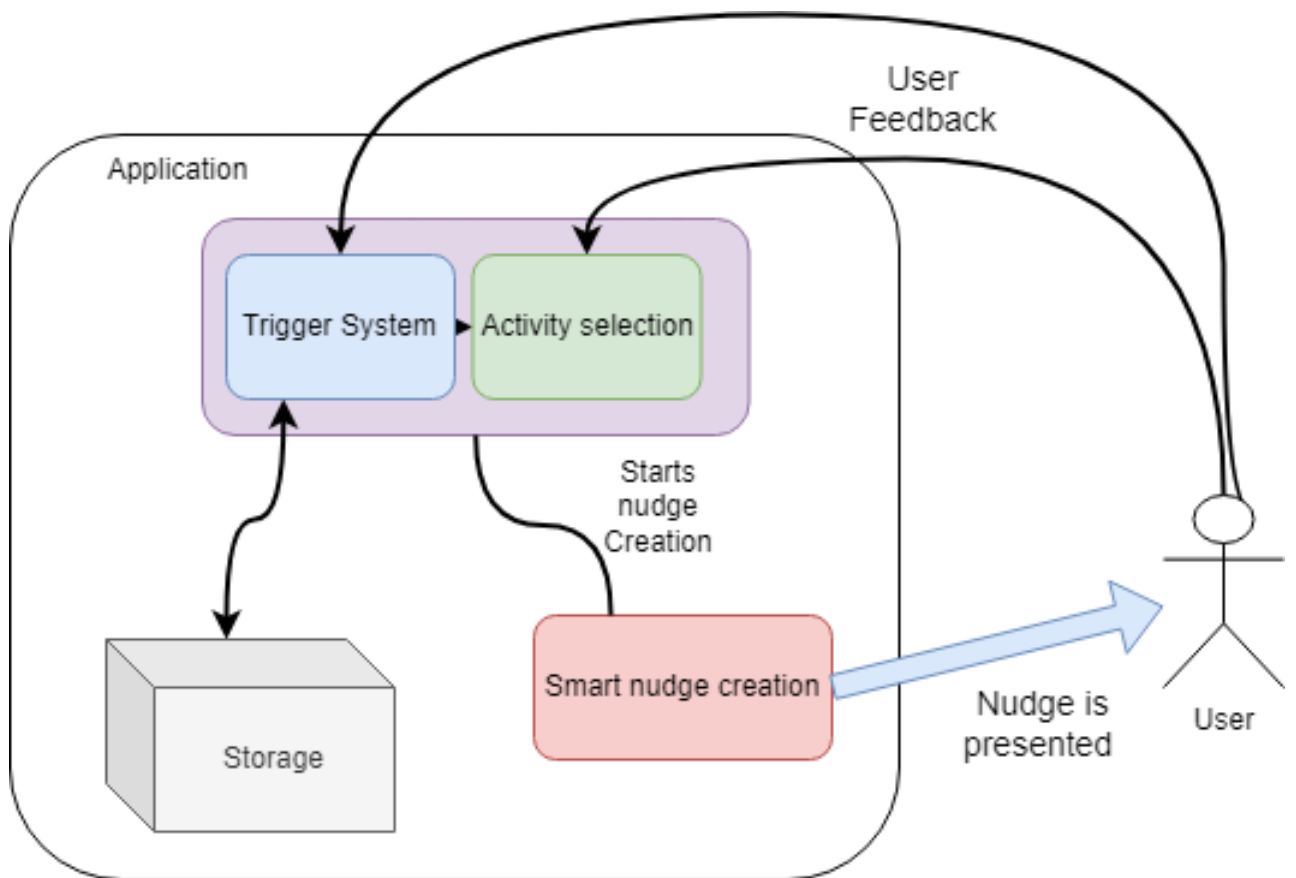 User
Feedback
Application
Trigger System
Activity selection
Starts
nudge
Creation
Smart nudge creation
Nudge is
presented
User
Storage